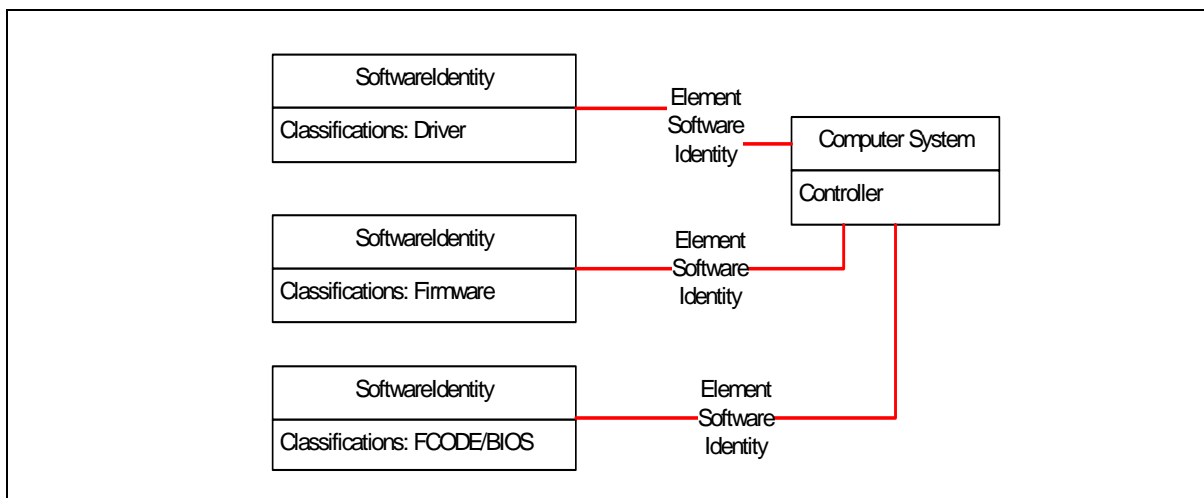 SoftwareIdentity
Classifications: Driver
Element
Software
Identity
Computer System
Controller
SoftwareIdentity
Classifications: Firmware
Element
Software
Identity
SoftwareIdentity
Classifications: FCODE/BIOS
Element
Software
Identity